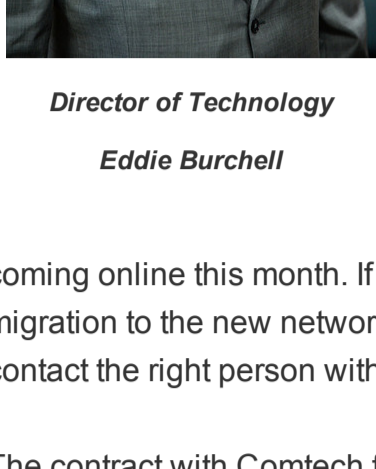 Director of Technology
Eddie Burchell
coming online this month. If
migration to the new networ
contact the right person with
The contract with Comtech f